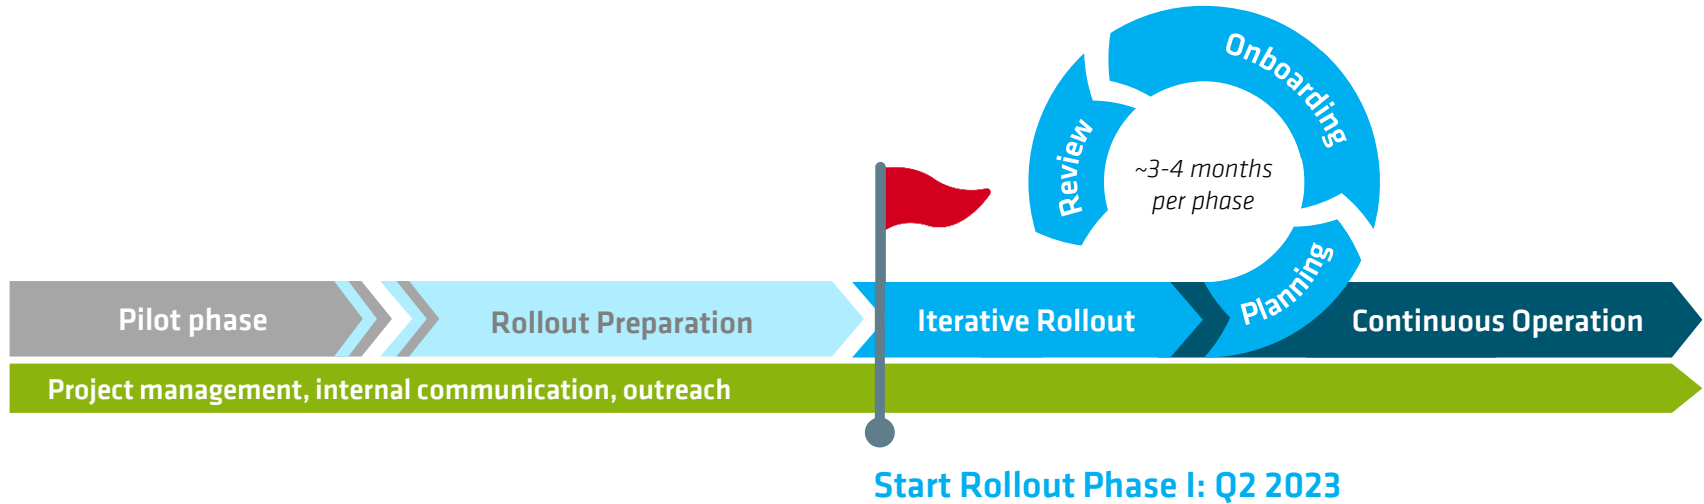 Onboarding
Review
~3-4 months
per phase
Planning
Pilot phase
Rollout Preparation
Iterative Rollout
Continuous Operation
Project management, internal communication, outreach
Start Rollout Phase I: Q2 2023